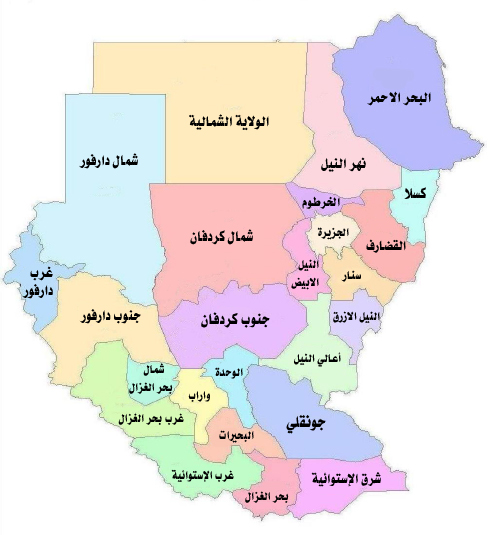 البحر الاحمر
الولاية الشمالية
شمال دارفور
نهر النيل
كسلا
الخرطوم
الجزيرة
شمال كردفان
القضارف
النيل
الابيض
سنار
غرب
دارفور
جنوب دارفور
جنوب كردفان
النيل الازرق
أعالي النيل
شمال
بحر الغزال
الوحدة
واراب
غرب بحر الغزال
جونقلي
البحيرات
غرب الإستوائية
شرق الإستوائية
بحر الغزال